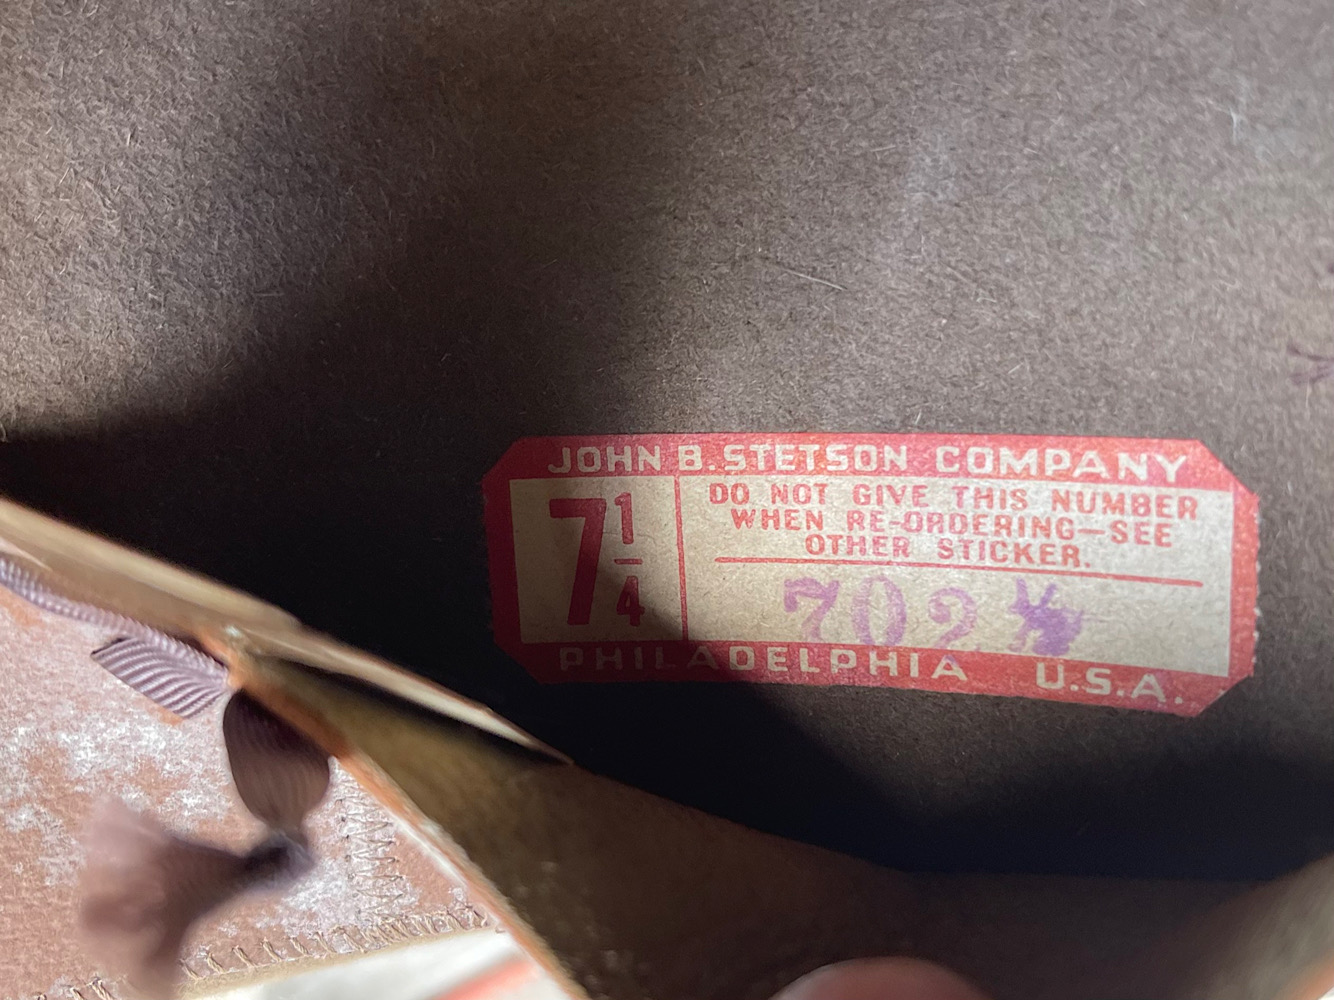 JOHN B. STETSON COMPANY
7 1/4
DO NOT GIVE THIS NUMBER
WHEN RE-ORDERING—SEE
OTHER STICKER.
702
PHILADELPHIA U.S.A.